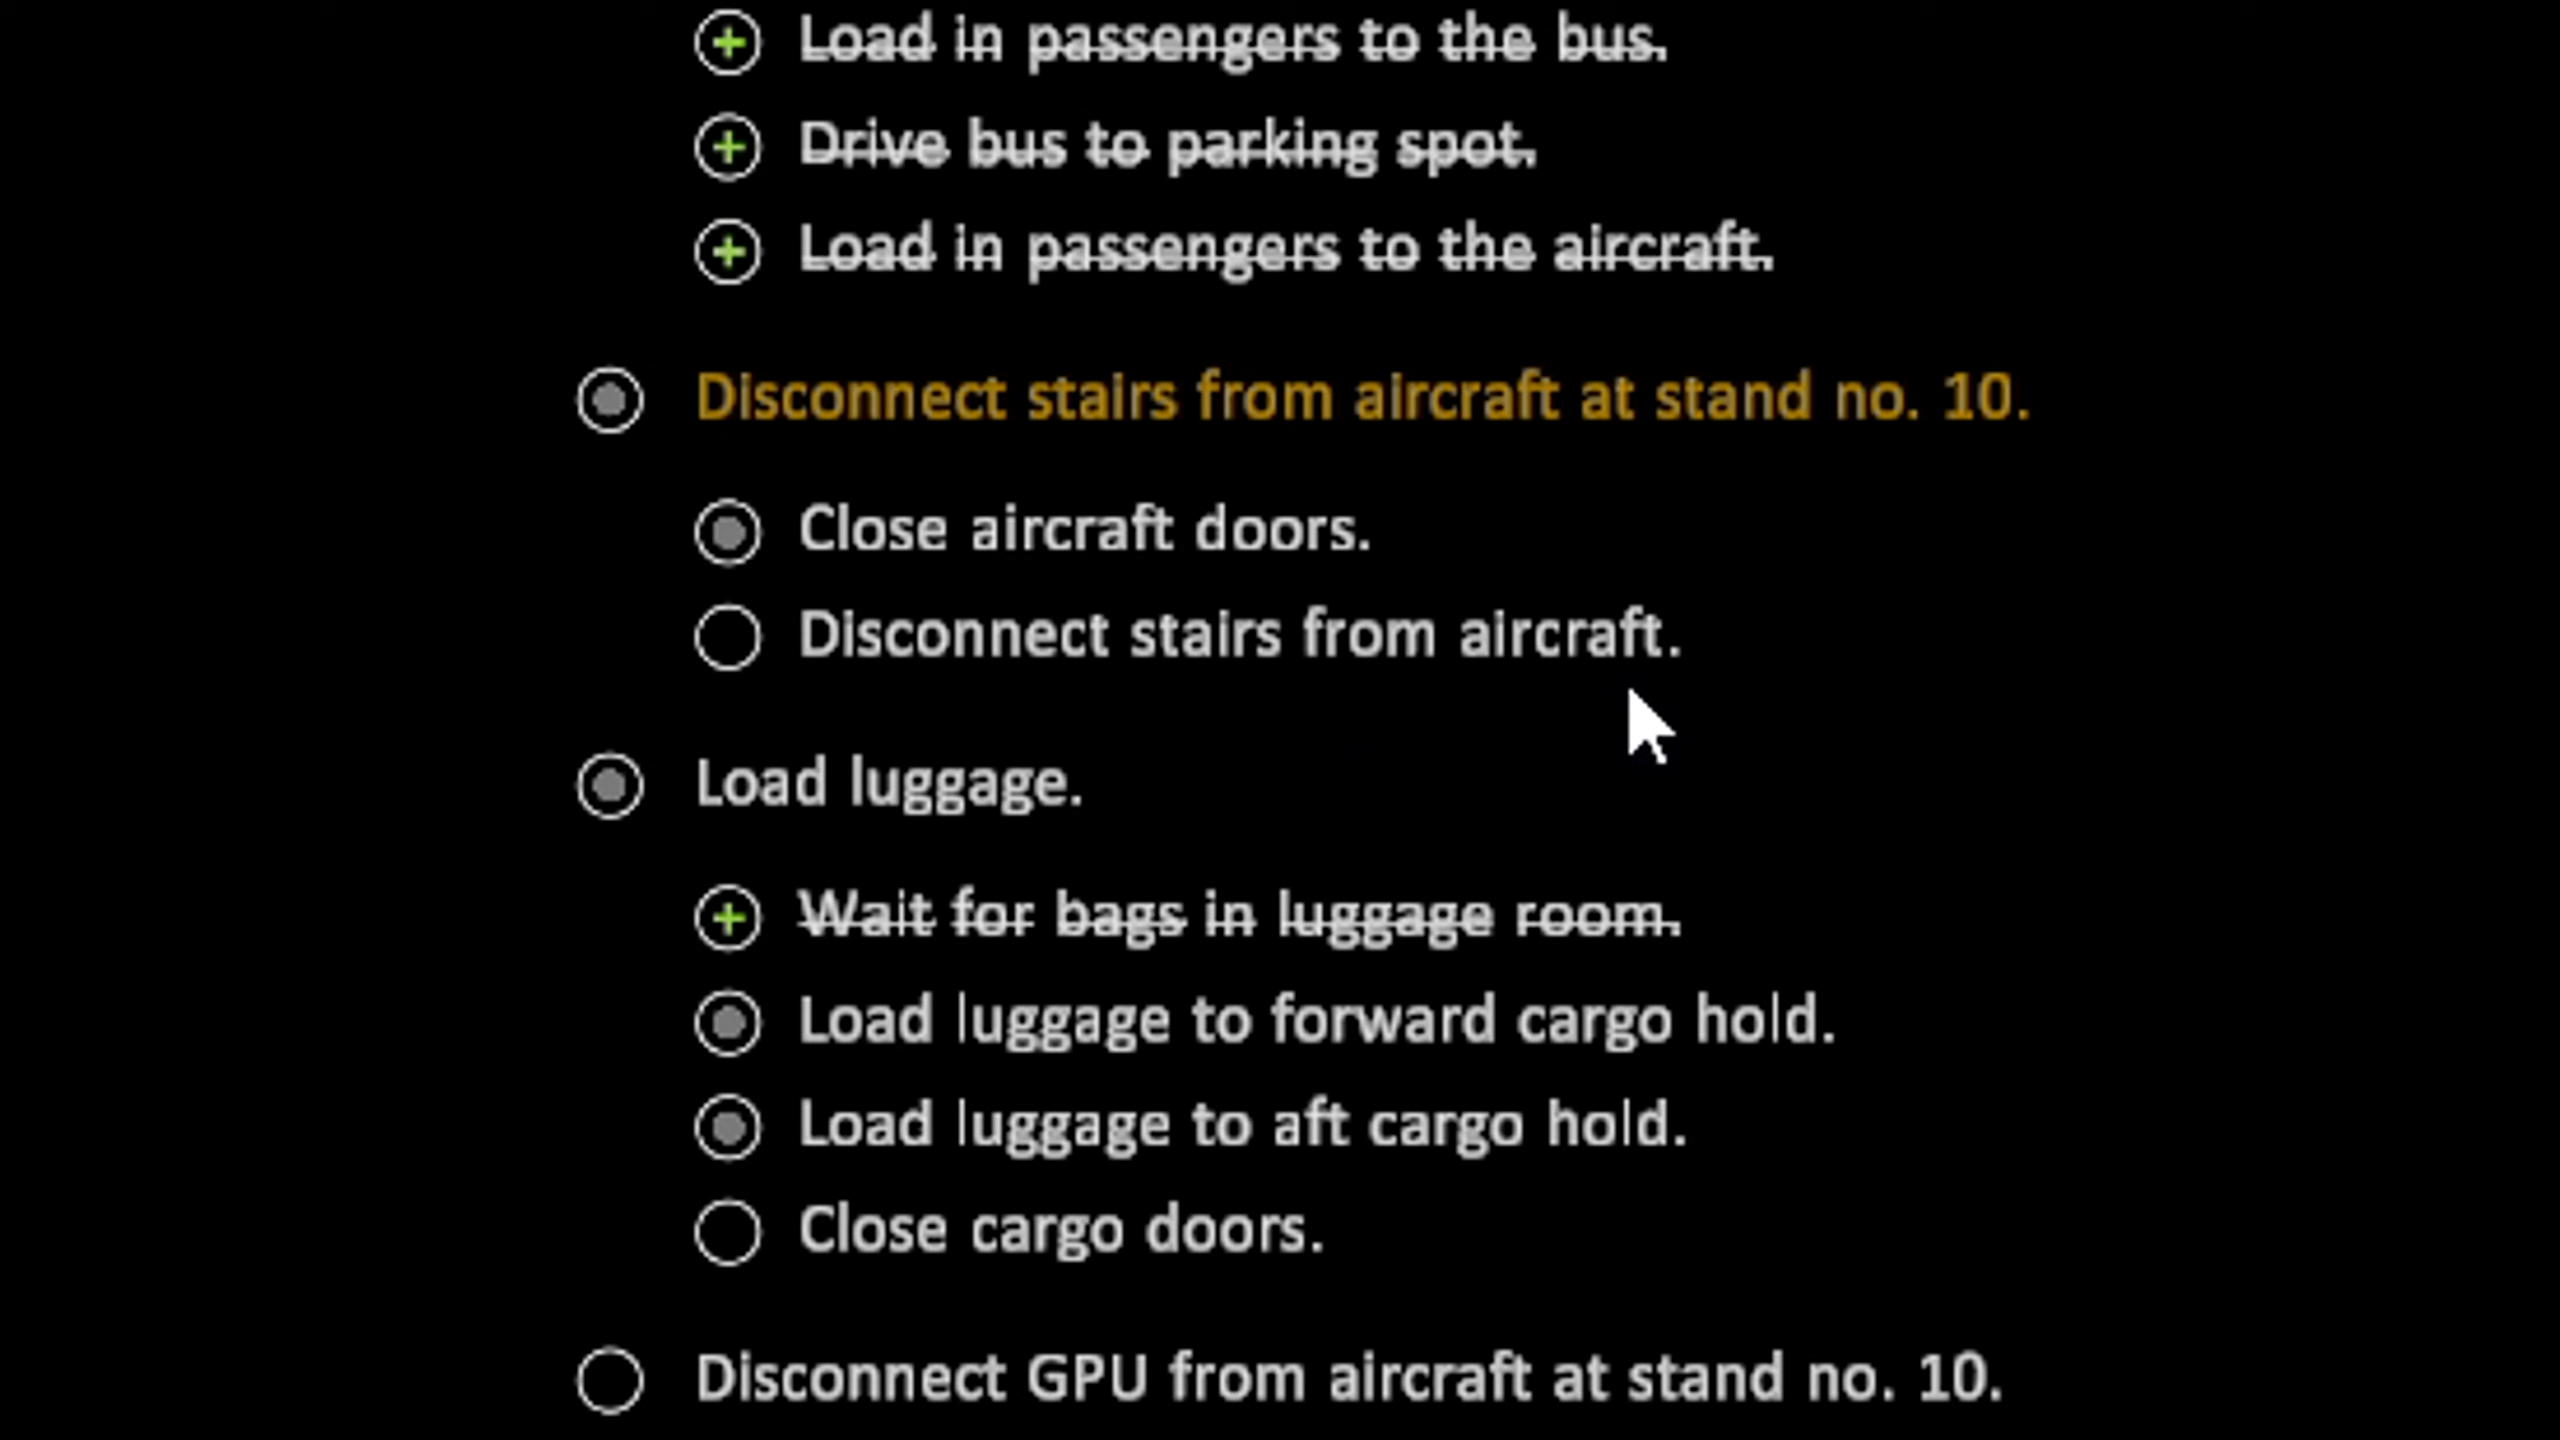 Load in passengers to the bus.
Drive bus to parking spot.
Load in passengers to the aircraft.
Disconnect stairs from aircraft at stand no. 10.
Close aircraft doors.
Disconnect stairs from aircraft.
Load luggage.
Wait for bags in luggage room.
Load luggage to forward cargo hold.
Load luggage to aft cargo hold.
Close cargo doors.
Disconnect GPU from aircraft at stand no. 10.